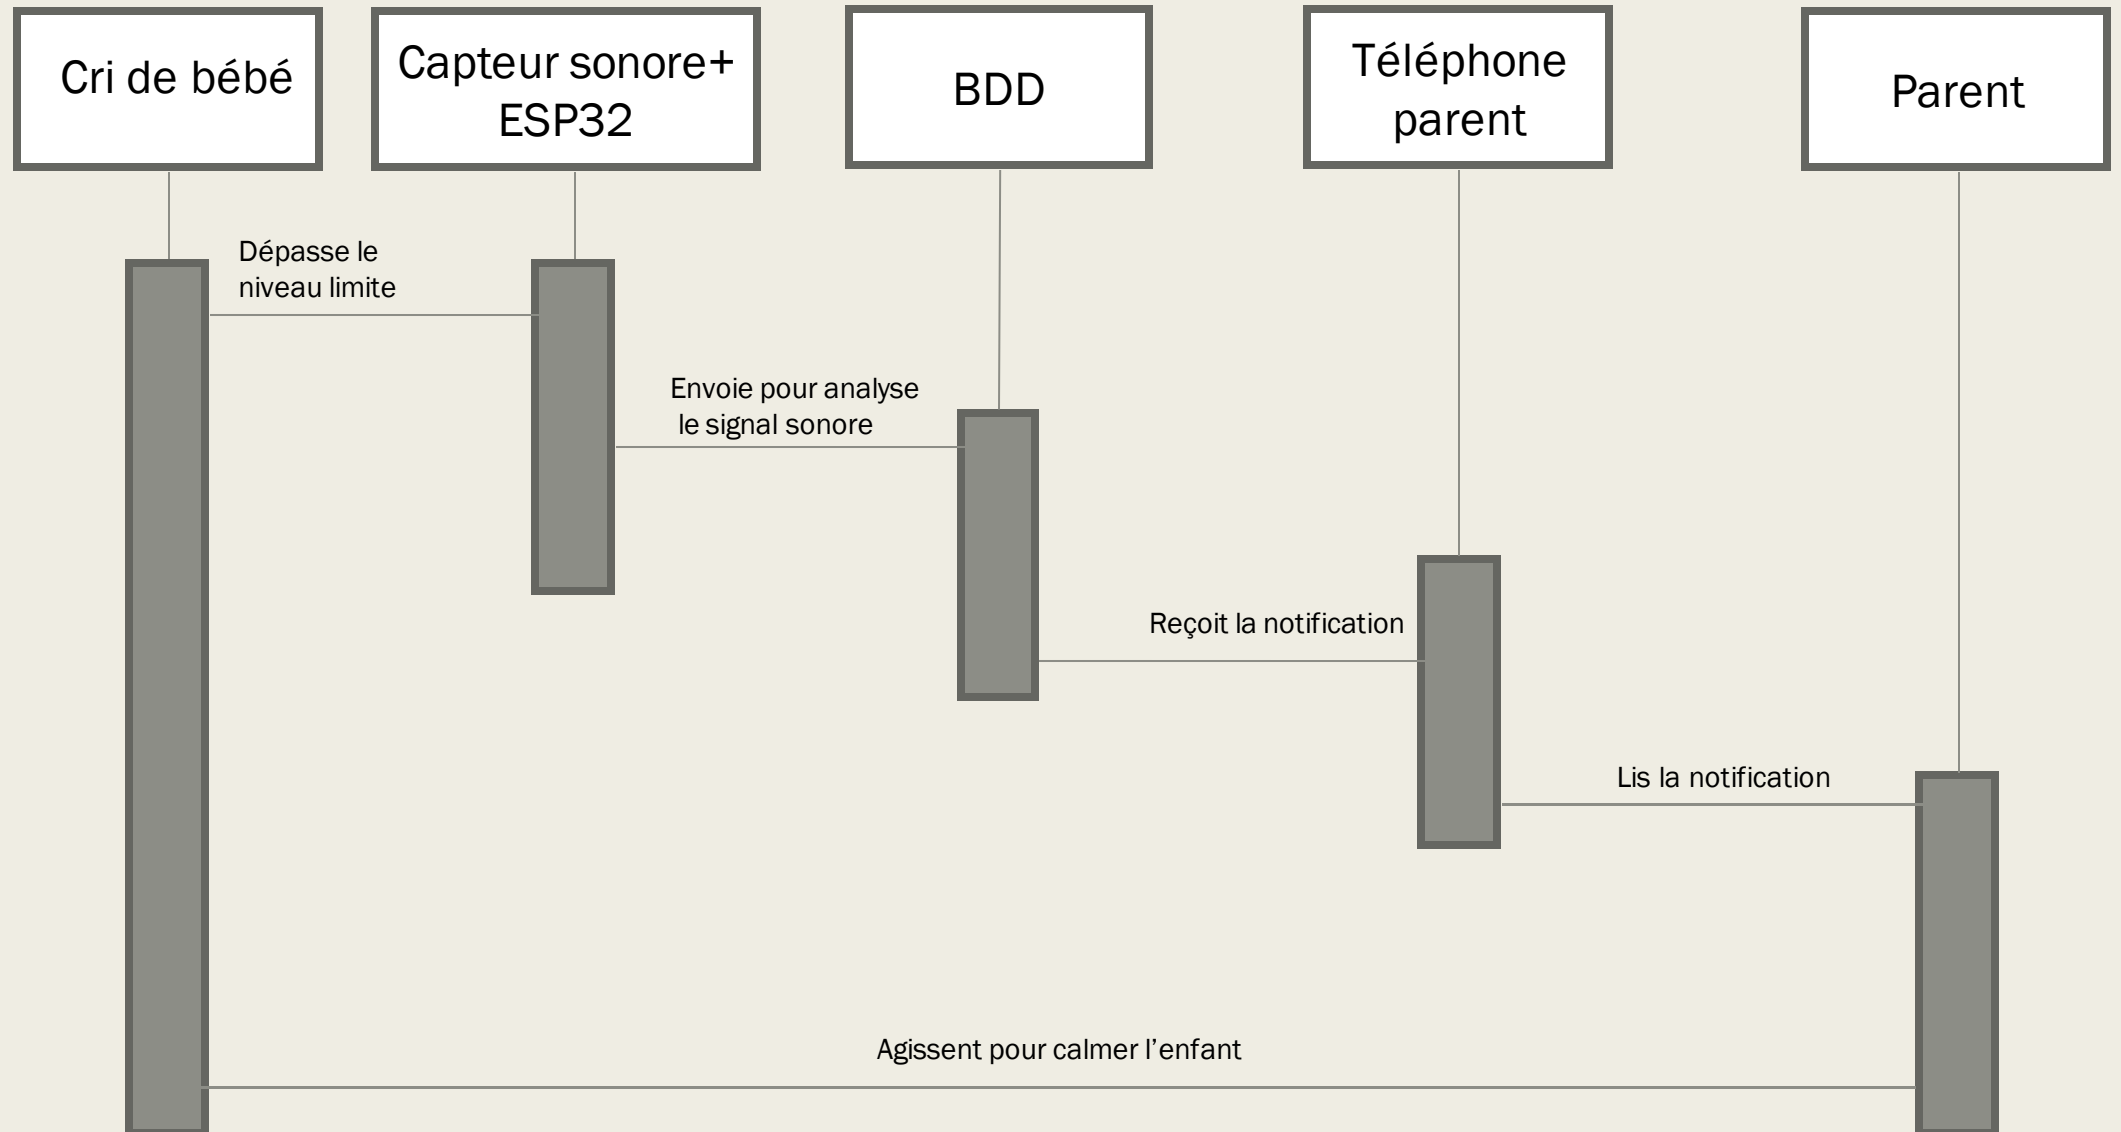 Cri de bébé
Capteur sonore+
ESP32
BDD
Téléphone
parent
Parent
Dépasse le
niveau limite
Envoie pour analyse
le signal sonore
Reçoit la notification
Lis la notification
Agissent pour calmer l’enfant